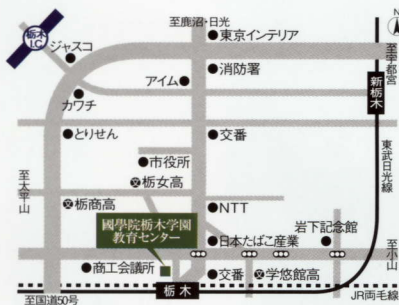 至鹿沼・日光
N
栃木
I.C
ジャスコ
東京インテリア
至宇都宮
消防署
アイム
新栃木
カワチ
とりせん
交番
東武日光線
市役所
栃女高
至太平山
栃商高
NTT
國學院栃木学園
教育センター
岩下記念館
日本たばこ産業
至小山
商工会議所
交番
学悠館高
栃木
JR両毛線
至国道50号